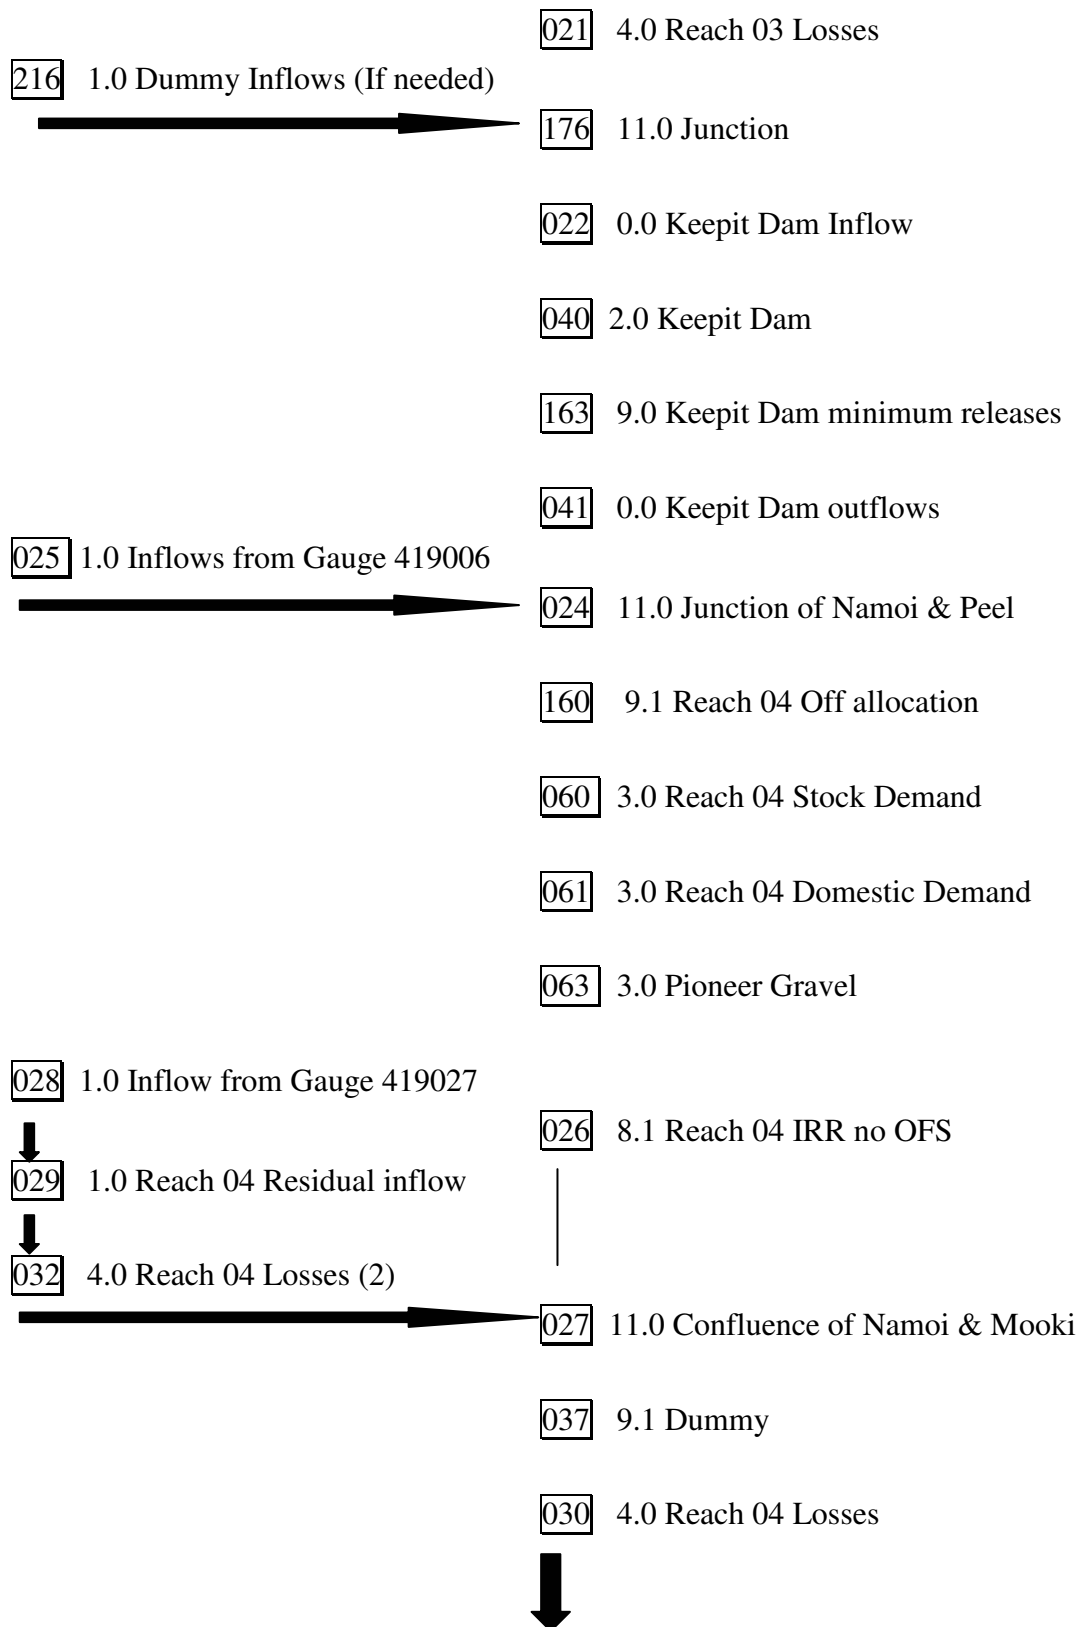 021 4.0 Reach 03 Losses
216 1.0 Dummy Inflows (If needed)
176 11.0 Junction
022 0.0 Keepit Dam Inflow
040 2.0 Keepit Dam
163 9.0 Keepit Dam minimum releases
041 0.0 Keepit Dam outflows
025 1.0 Inflows from Gauge 419006
024 11.0 Junction of Namoi & Peel
160 9.1 Reach 04 Off allocation
060 3.0 Reach 04 Stock Demand
061 3.0 Reach 04 Domestic Demand
063 3.0 Pioneer Gravel
028 1.0 Inflow from Gauge 419027
026 8.1 Reach 04 IRR no OFS
029 1.0 Reach 04 Residual inflow
032 4.0 Reach 04 Losses (2)
027 11.0 Confluence of Namoi & Mooki
037 9.1 Dummy
030 4.0 Reach 04 Losses